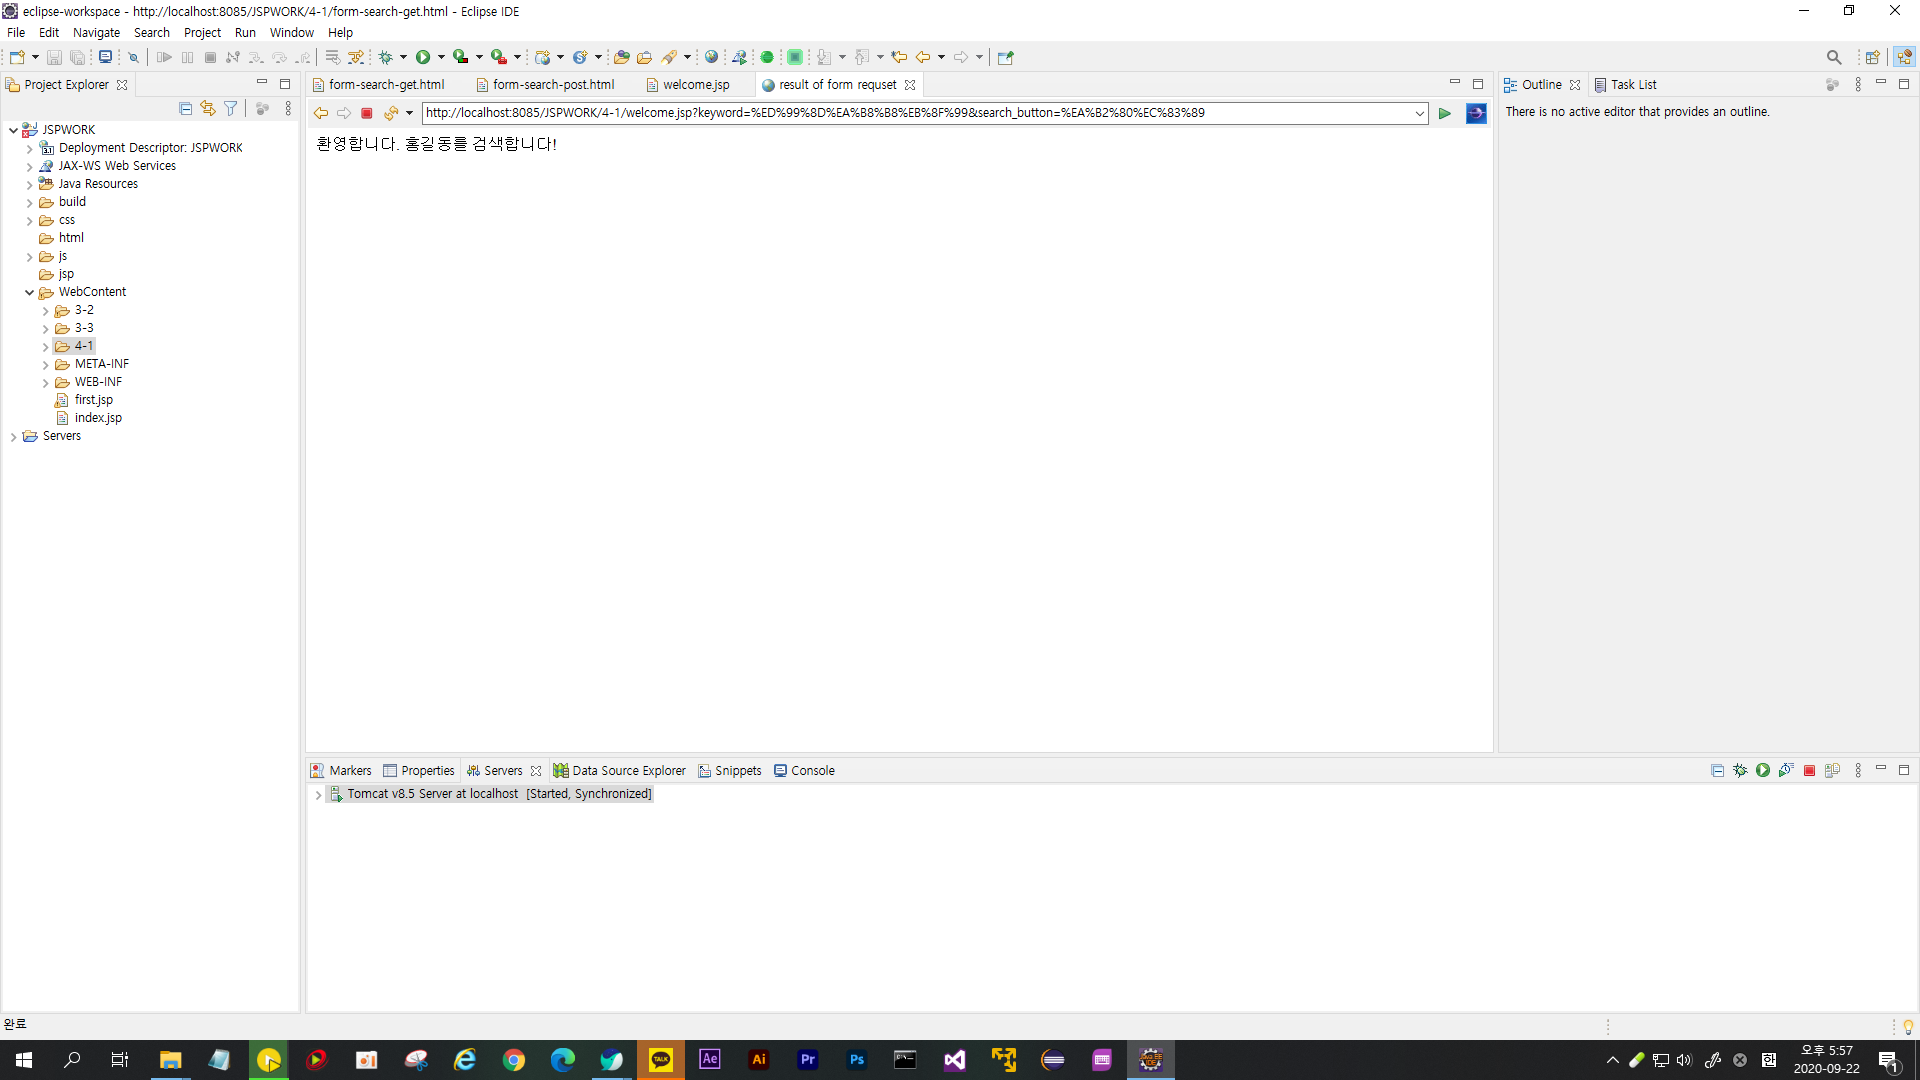 eclipse-workspace - http://localhost:8085/JSPWORK/4-1/form-search-get.html - Eclipse IDE
File Edit Navigate Search Project Run Window Help
Project Explorer
form-search-get.html form-search-post.html welcome.jsp result of form requset
Outline Task List
http://localhost:8085/JSPWORK/4-1/welcome.jsp?keyword=%ED%99%8D%EA%B8%B8%EB%8F%99&search_button=%EA%B2%80%EC%83%89
There is no active editor that provides an outline.
환영합니다. 홍길동를 검색합니다!
JSPWORK
Deployment Descriptor: JSPWORK
JAX-WS Web Services
Java Resources
build
css
html
js
jsp
WebContent
3-2
3-3
4-1
META-INF
WEB-INF
first.jsp
index.jsp
Servers
Markers Properties Servers Data Source Explorer Snippets Console
Tomcat v8.5 Server at localhost [Started, Synchronized]
완료
TALK Ae Ai Pr Ps
한
오후 5:57
2020-09-22
1